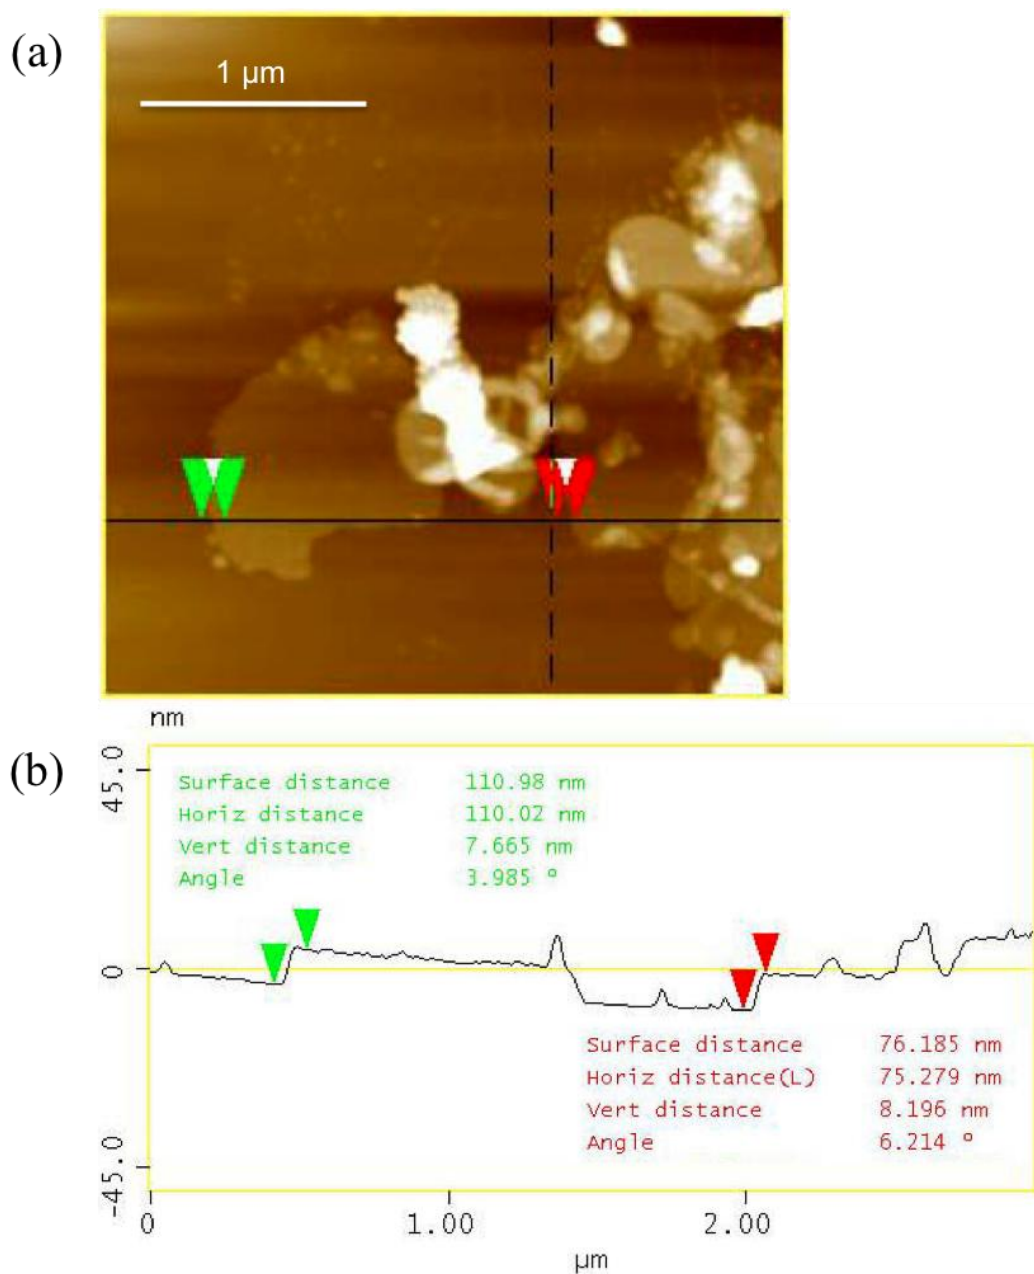 (a)
1 µm
nm
(b)
45.0
0
-45.0
Surface distance 110.98 nm
Horiz distance 110.02 nm
Vert distance 7.665 nm
Angle 3.985 °
Surface distance 76.185 nm
Horiz distance(L) 75.279 nm
Vert distance 8.196 nm
Angle 6.214 °
0 1.00 2.00
µm